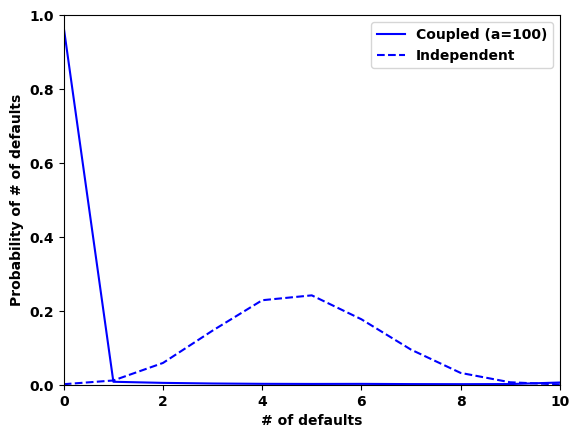 1.0
0.8
0.6
0.4
0.2
0.0
Probability of # of defaults
Coupled (a=100)
Independent
0 2 4 6 8 10
# of defaults